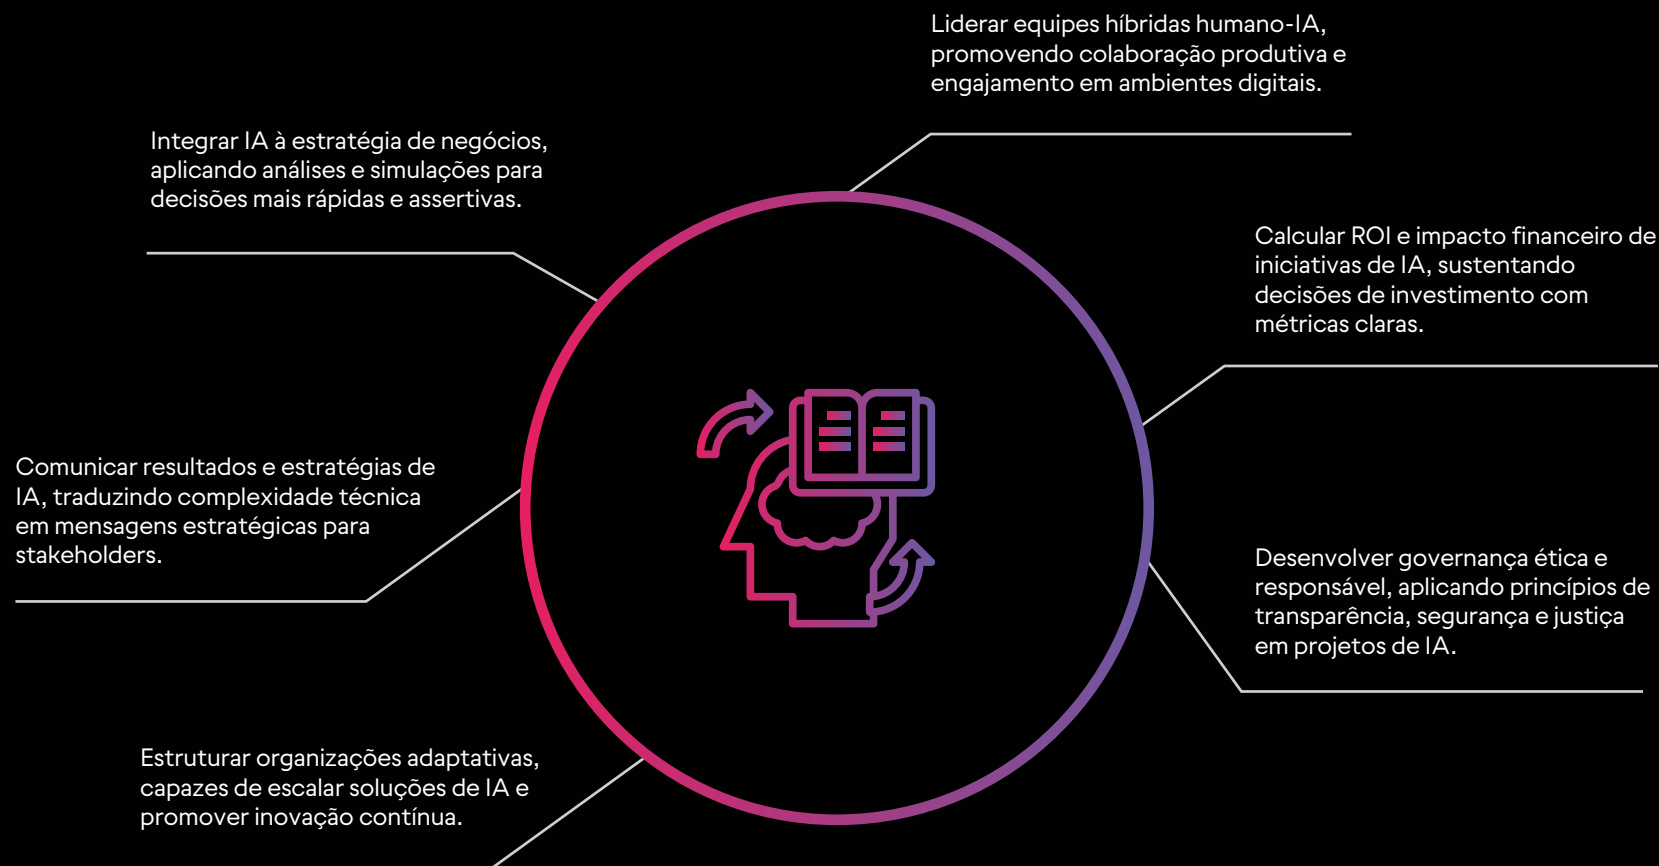 Liderar equipes híbridas humano-IA,
promovendo colaboração produtiva e
engajamento em ambientes digitais.
Integrar IA à estratégia de negócios,
aplicando análises e simulações para
decisões mais rápidas e assertivas.
Calcular ROI e impacto financeiro de
iniciativas de IA, sustentando
decisões de investimento com
métricas claras.
Comunicar resultados e estratégias de
IA, traduzindo complexidade técnica
em mensagens estratégicas para
stakeholders.
Desenvolver governança ética e
responsável, aplicando princípios de
transparência, segurança e justiça
em projetos de IA.
Estruturar organizações adaptativas,
capazes de escalar soluções de IA e
promover inovação contínua.